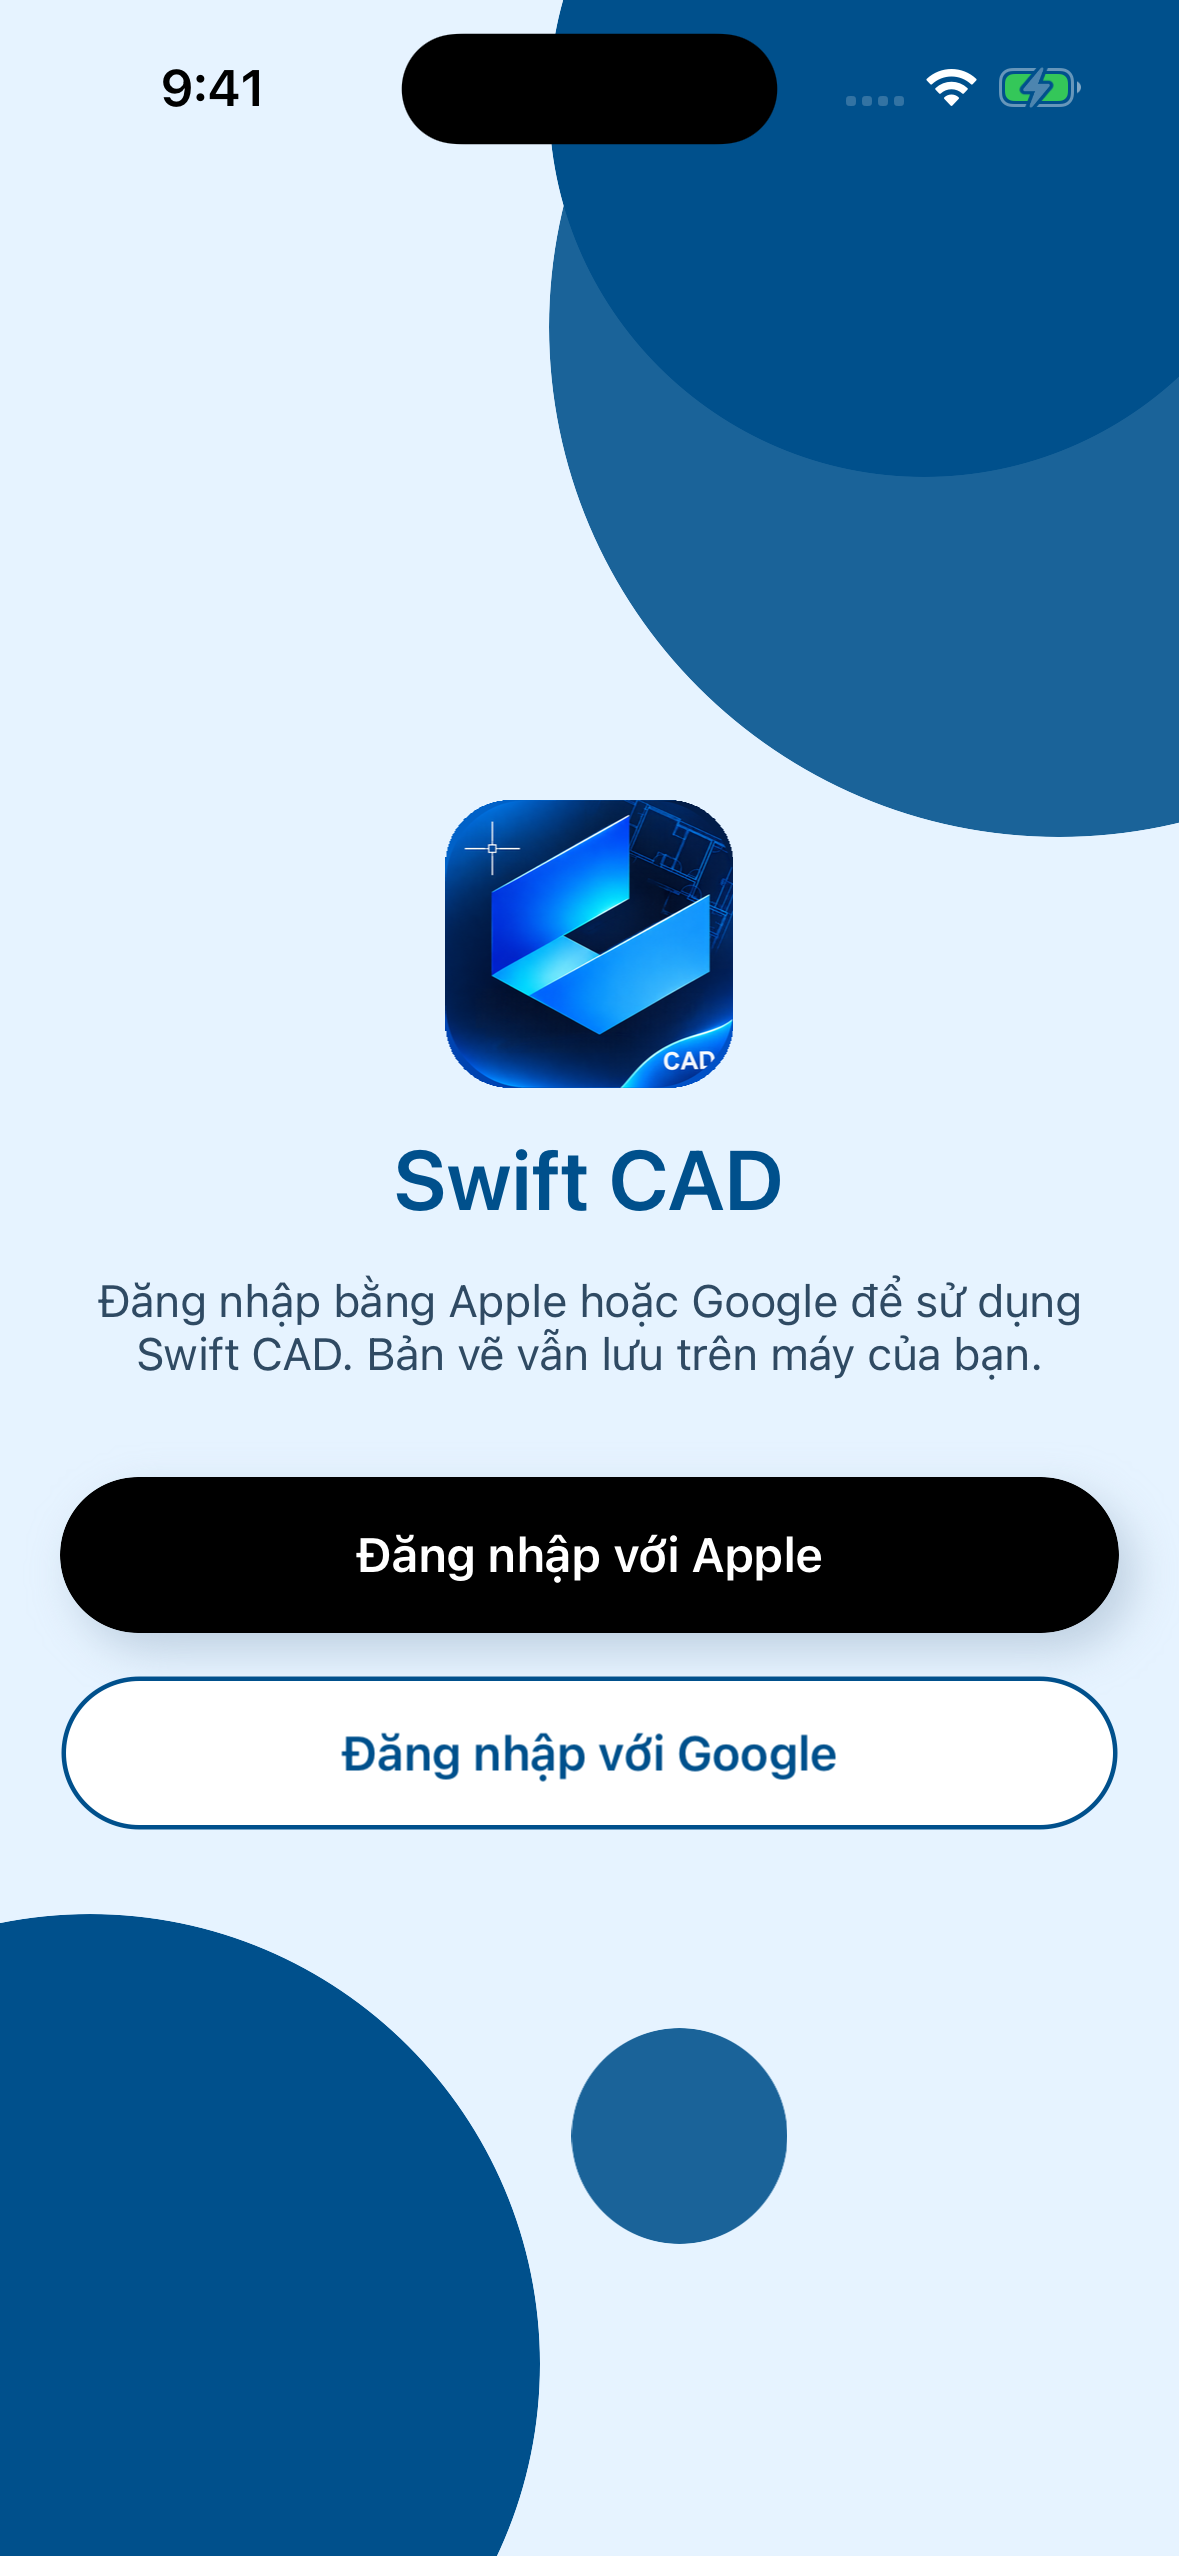 9:41
CAD
Swift CAD
Đăng nhập bằng Apple hoặc Google để sử dụng
Swift CAD. Bản vẽ vẫn lưu trên máy của bạn.
Đăng nhập với Apple
Đăng nhập với Google